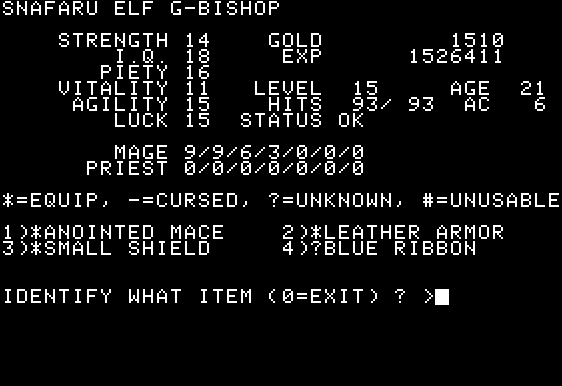 SNAFARU ELF G-BISHOP
STRENGTH 14 GOLD 1510
I.Q. 18 EXP 1526411
PIETY 16
VITALITY 11 LEVEL 15 AGE 21
AGILITY 15 HITS 93/ 93 AC 6
LUCK 15 STATUS OK
MAGE 9/9/6/3/0/0/0
PRIEST 0/0/0/0/0/0/0
*=EQUIP, -=CURSED, ?=UNKNOWN, #=UNUSABLE
1)*ANOINTED MACE 2)*LEATHER ARMOR
3)*SMALL SHIELD 4)?BLUE RIBBON
IDENTIFY WHAT ITEM (0=EXIT) ? >